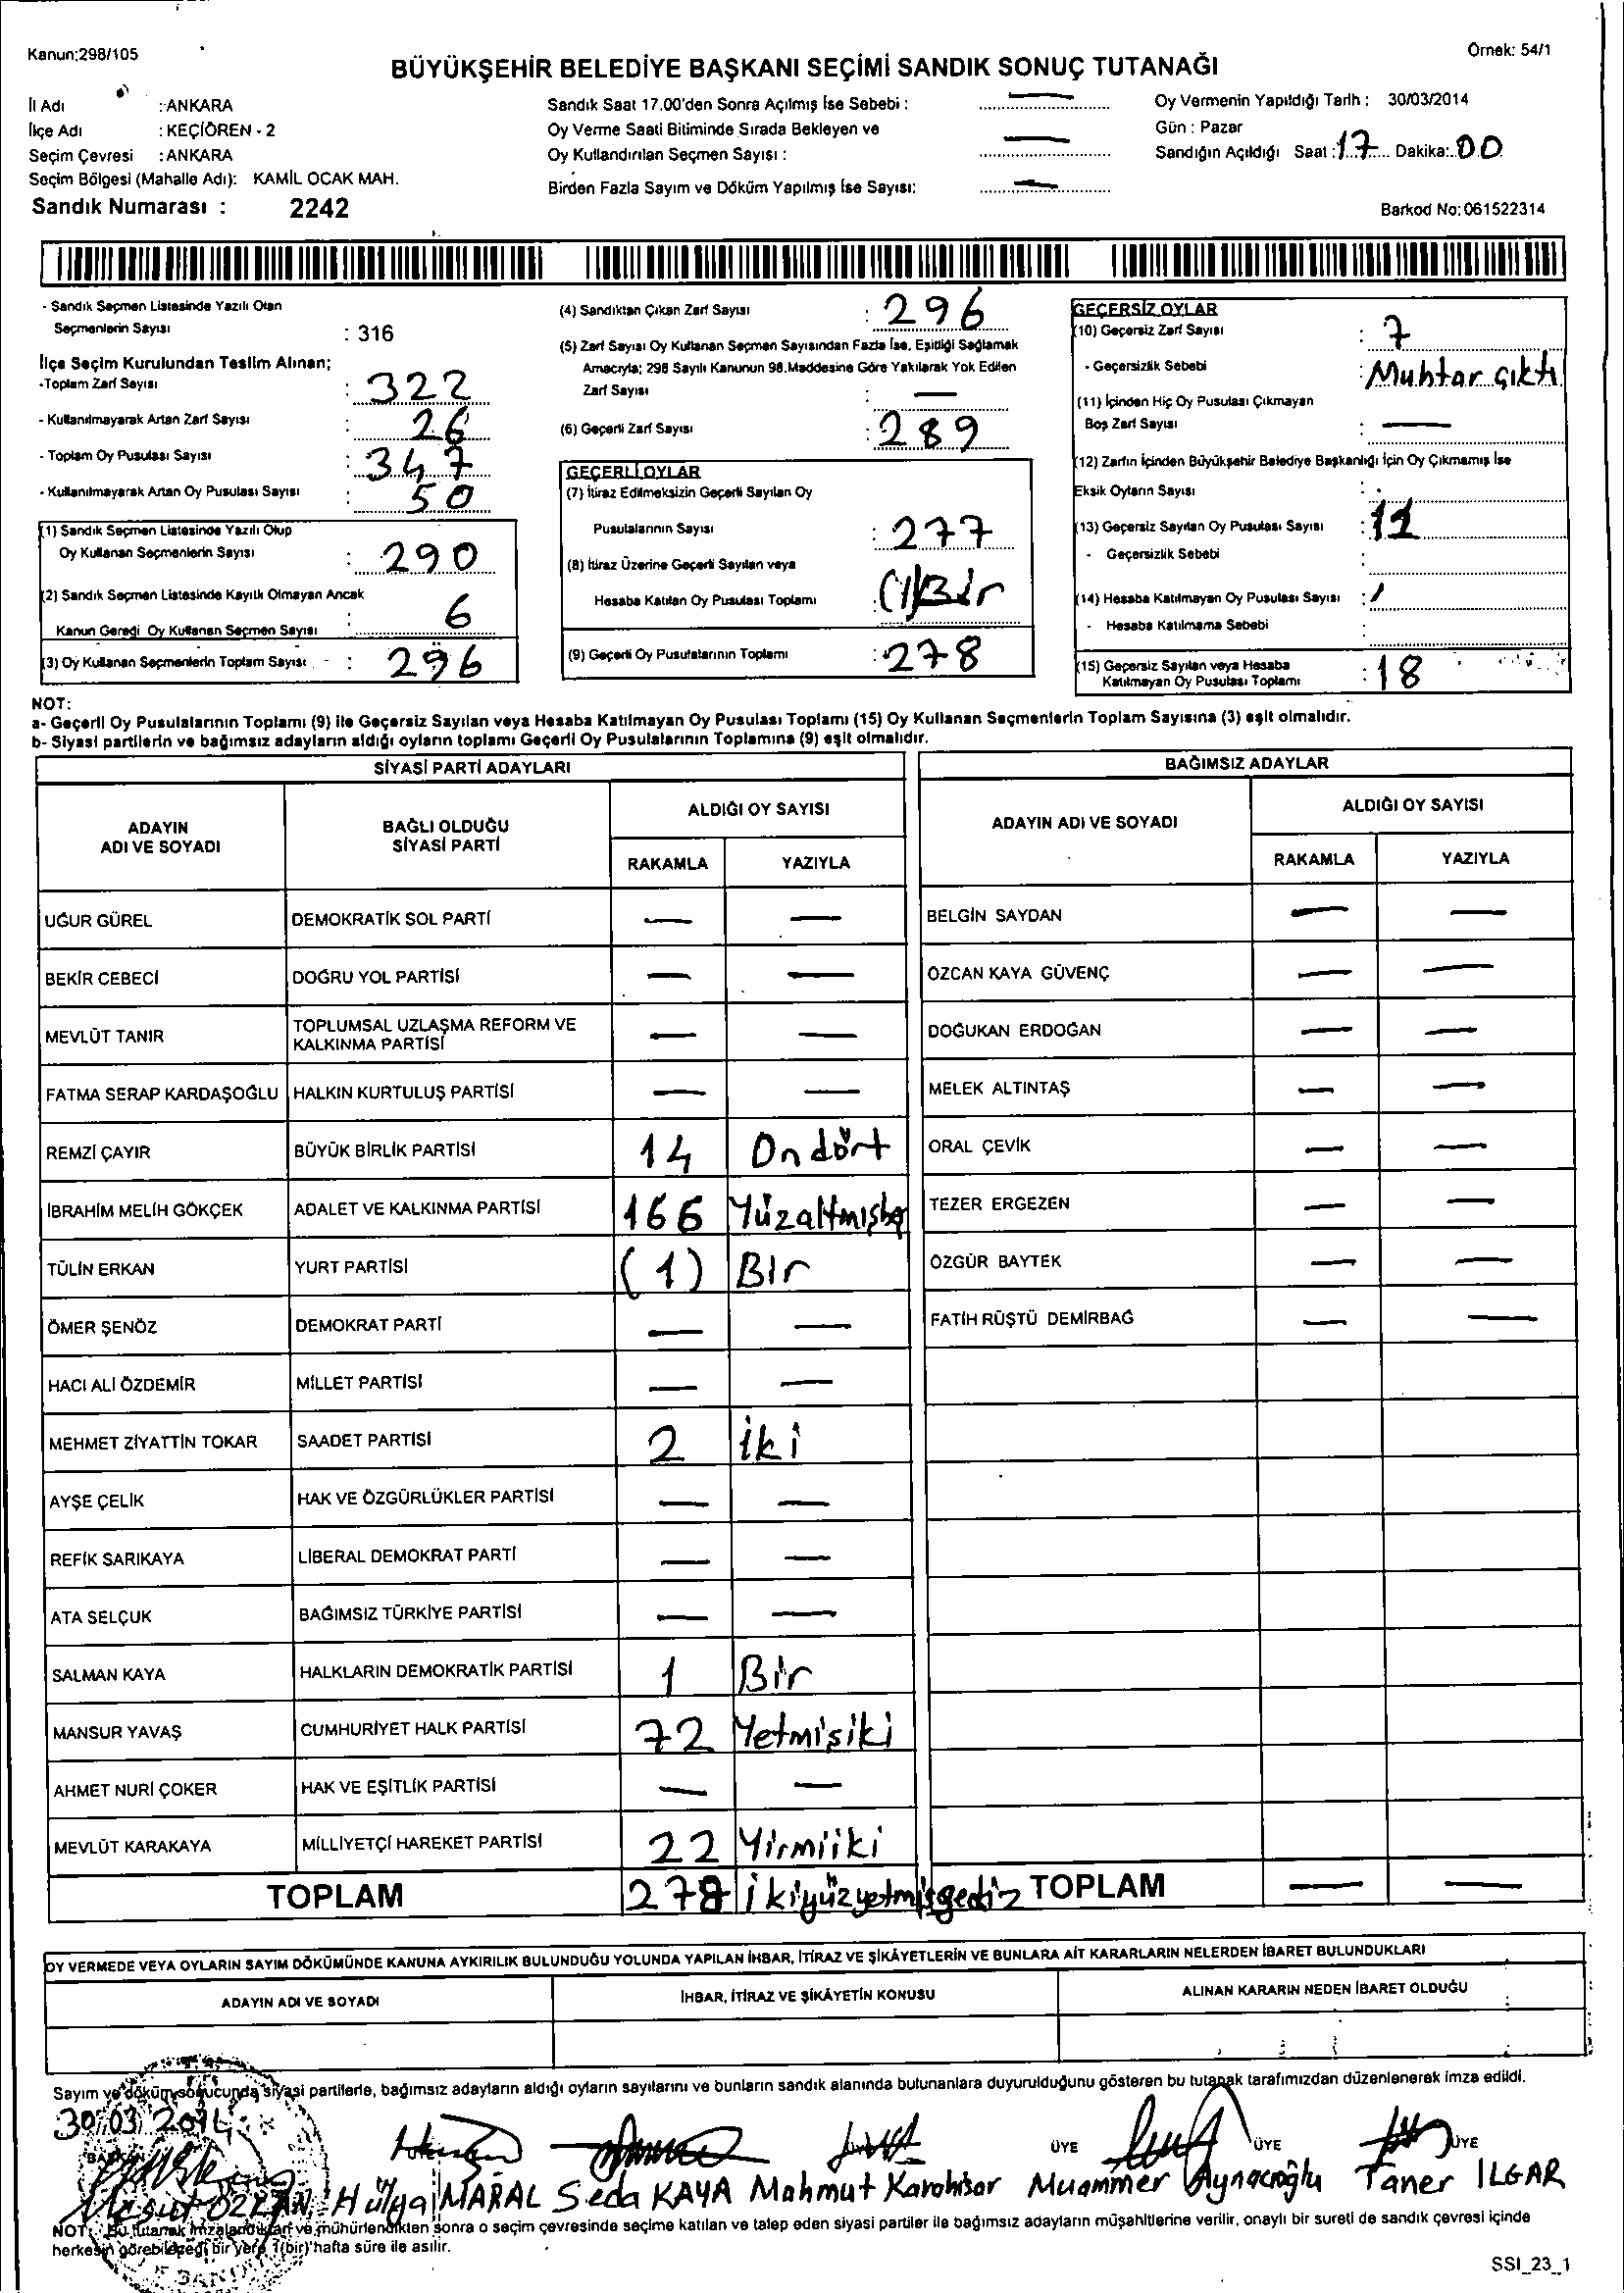 Kanun;298/105
Örnek: 54/1
BÜYÜKŞEHİR BELEDİYE BAŞKANI SEÇİMİ SANDIK SONUÇ TUTANAĞI
İl Adı : ANKARA
İlçe Adı : KEÇİÖREN - 2
Seçim Çevresi : ANKARA
Seçim Bölgesi (Mahalle Adı): KAMİL OCAK MAH.
Sandık Numarası : 2242
Sandık Saat 17.00'den Sonra Açılmış İse Sebebi : —
Oy Verme Saati Bitiminde Sırada Bekleyen ve
Oy Kullandırılan Seçmen Sayısı : —
Birden Fazla Sayım ve Döküm Yapılmış İse Sayısı: —
Oy Vermenin Yapıldığı Tarih : 30/03/2014
Gün : Pazar
Sandığın Açıldığı Saat : 17 Dakika: 00
Barkod No: 061522314
- Sandık Seçmen Listesinde Yazılı Olan
Seçmenlerin Sayısı : 316
İlçe Seçim Kurulundan Teslim Alınan;
-Toplam Zarf Sayısı : 322
- Kullanılmayarak Artan Zarf Sayısı : 26
- Toplam Oy Pusulası Sayısı : 347
- Kullanılmayarak Artan Oy Pusulası Sayısı : 50
(1) Sandık Seçmen Listesinde Yazılı Olup
Oy Kullanan Seçmenlerin Sayısı : 290
(2) Sandık Seçmen Listesinde Kayıtlı Olmayan Ancak
Kanun Gereği Oy Kullanan Seçmen Sayısı : 6
(3) Oy Kullanan Seçmenlerin Toplam Sayısı : 296
(4) Sandıktan Çıkan Zarf Sayısı : 296
(5) Zarf Sayısı Oy Kullanan Seçmen Sayısından Fazla İse, Eşitliği Sağlamak
Amacıyla; 298 Sayılı Kanunun 98.Maddesine Göre Yakılarak Yok Edilen
Zarf Sayısı : —
(6) Geçerli Zarf Sayısı : 289
GEÇERLİ OYLAR
(7) İtiraz Edilmeksizin Geçerli Sayılan Oy
Pusulalarının Sayısı : 277
(8) İtiraz Üzerine Geçerli Sayılan veya
Hesaba Katılan Oy Pusulası Toplamı : (1) Bir
(9) Geçerli Oy Pusulalarının Toplamı : 278
GEÇERSİZ OYLAR
(10) Geçersiz Zarf Sayısı : 7
- Geçersizlik Sebebi : Muhtar çıktı
(11) İçinden Hiç Oy Pusulası Çıkmayan
Boş Zarf Sayısı : —
(12) Zarfın İçinden Büyükşehir Belediye Başkanlığı İçin Oy Çıkmamış İse
Eksik Oyların Sayısı :
(13) Geçersiz Sayılan Oy Pusulası Sayısı : 11
- Geçersizlik Sebebi
(14) Hesaba Katılmayan Oy Pusulası Sayısı : /
- Hesaba Katılmama Sebebi
(15) Geçersiz Sayılan veya Hesaba
Katılmayan Oy Pusulası Toplamı : 18
NOT:
a- Geçerli Oy Pusulalarının Toplamı (9) ile Geçersiz Sayılan veya Hesaba Katılmayan Oy Pusulası Toplamı (15) Oy Kullanan Seçmenlerin Toplam Sayısına (3) eşit olmalıdır.
b- Siyasi partilerin ve bağımsız adayların aldığı oyların toplamı Geçerli Oy Pusulalarının Toplamına (9) eşit olmalıdır.
SİYASİ PARTİ ADAYLARI
ADAYIN ADI VE SOYADI BAĞLI OLDUĞU SİYASİ PARTİ ALDIĞI OY SAYISI
RAKAMLA YAZIYLA
UĞUR GÜREL DEMOKRATİK SOL PARTİ — —
BEKİR CEBECİ DOĞRU YOL PARTİSİ — —
MEVLÜT TANIR TOPLUMSAL UZLAŞMA REFORM VE KALKINMA PARTİSİ — —
FATMA SERAP KARDAŞOĞLU HALKIN KURTULUŞ PARTİSİ — —
REMZİ ÇAYIR BÜYÜK BİRLİK PARTİSİ 14 Ondört
İBRAHİM MELİH GÖKÇEK ADALET VE KALKINMA PARTİSİ 166 Yüzaltmış
TÜLİN ERKAN YURT PARTİSİ (1) Bir
ÖMER ŞENÖZ DEMOKRAT PARTİ — —
HACI ALİ ÖZDEMİR MİLLET PARTİSİ — —
MEHMET ZİYATTİN TOKAR SAADET PARTİSİ 2 iki
AYŞE ÇELİK HAK VE ÖZGÜRLÜKLER PARTİSİ — —
REFİK SARIKAYA LİBERAL DEMOKRAT PARTİ — —
ATA SELÇUK BAĞIMSIZ TÜRKİYE PARTİSİ — —
SALMAN KAYA HALKLARIN DEMOKRATİK PARTİSİ 1 Bir
MANSUR YAVAŞ CUMHURİYET HALK PARTİSİ 72 Yetmişiki
AHMET NURİ ÇOKER HAK VE EŞİTLİK PARTİSİ — —
MEVLÜT KARAKAYA MİLLİYETÇİ HAREKET PARTİSİ 22 Yirmiiki
TOPLAM 278 ikiyüzyetmişgediz
BAĞIMSIZ ADAYLAR
ADAYIN ADI VE SOYADI ALDIĞI OY SAYISI
RAKAMLA YAZIYLA
BELGİN SAYDAN — —
ÖZCAN KAYA GÜVENÇ — —
DOĞUKAN ERDOĞAN — —
MELEK ALTINTAŞ — —
ORAL ÇEVİK — —
TEZER ERGEZEN — —
ÖZGÜR BAYTEK — —
FATİH RÜŞTÜ DEMİRBAĞ — —
TOPLAM — —
OY VERMEDE VEYA OYLARIN SAYIM DÖKÜMÜNDE KANUNA AYKIRILIK BULUNDUĞU YOLUNDA YAPILAN İHBAR, İTİRAZ VE ŞİKÂYETLERİN VE BUNLARA AİT KARARLARIN NELERDEN İBARET BULUNDUKLARI
ADAYIN ADI VE SOYADI İHBAR, İTİRAZ VE ŞİKÂYETİN KONUSU ALINAN KARARIN NEDEN İBARET OLDUĞU
Sayım ve döküm sonucunda siyasi partilerle, bağımsız adayların aldığı oyların sayılarını ve bunların sandık alanında bulunanlara duyurulduğunu gösteren bu tutanak tarafımızdan düzenlenerek imza edildi.
30/03/2014
ÜYE ÜYE ÜYE
Mesut ÖZKAN Hülya MARAL Seda KAYA Mahmut Karahisar Muammer Aynacıoğlu Taner ILGAR
NOT: Bu tutanak imzalandıktan ve mühürlendikten sonra o seçim çevresinde seçime katılan ve talep eden siyasi partiler ile bağımsız adayların müşahitlerine verilir, onaylı bir sureti de sandık çevresi içinde
herkesin görebileceği bir yere 1(bir) hafta süre ile asılır.
SSI_23_1